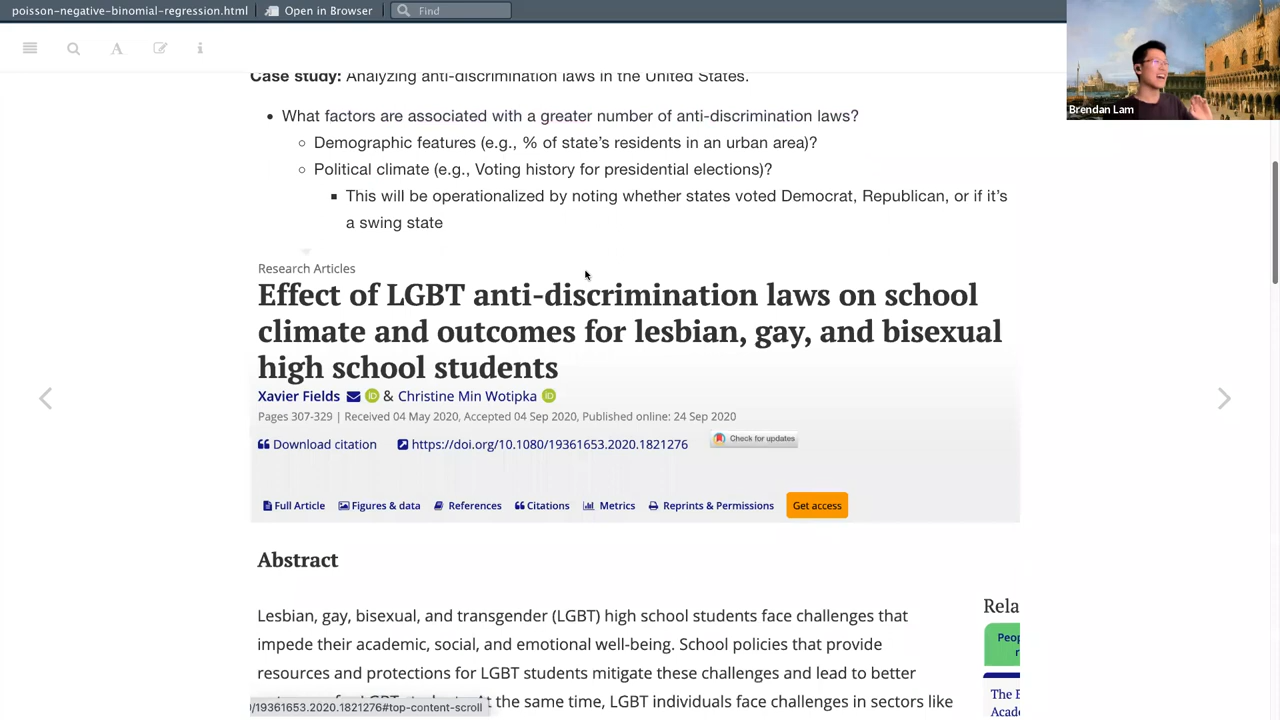 poisson-negative-binomial-regression.html Open in Browser Find
Brendan Lam
Case study: Analyzing anti-discrimination laws in the United States.
What factors are associated with a greater number of anti-discrimination laws?
Demographic features (e.g., % of state's residents in an urban area)?
Political climate (e.g., Voting history for presidential elections)?
This will be operationalized by noting whether states voted Democrat, Republican, or if it's
a swing state
Research Articles
Effect of LGBT anti-discrimination laws on school
climate and outcomes for lesbian, gay, and bisexual
high school students
Xavier Fields & Christine Min Wotipka
Pages 307-329 | Received 04 May 2020, Accepted 04 Sep 2020, Published online: 24 Sep 2020
Download citation https://doi.org/10.1080/19361653.2020.1821276 Check for updates
Full Article Figures & data References Citations Metrics Reprints & Permissions Get access
Abstract
Lesbian, gay, bisexual, and transgender (LGBT) high school students face challenges that
impede their academic, social, and emotional well-being. School policies that provide
resources and protections for LGBT students mitigate these challenges and lead to better
the same time, LGBT individuals face challenges in sectors like
/19361653.2020.1821276#top-content-scroll
Rela
Peop
r
The E
Acade